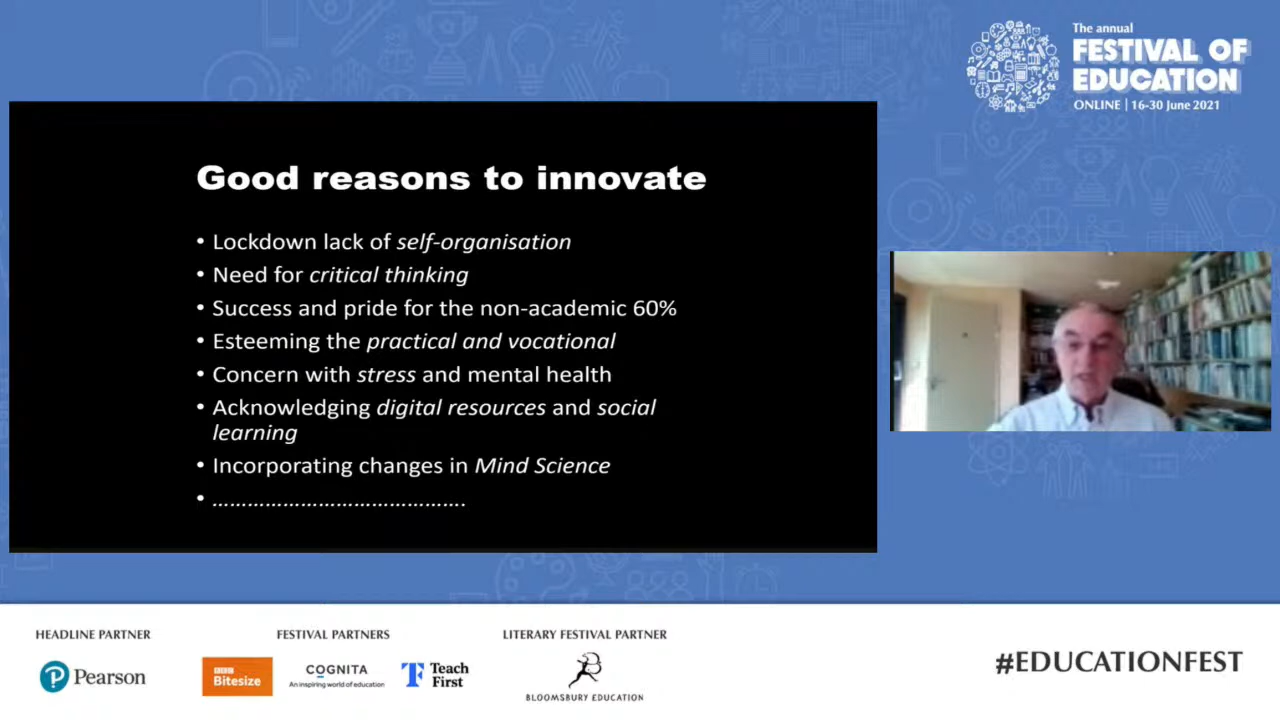 The annual
FESTIVAL OF
EDUCATION
ONLINE | 16-30 June 2021
Good reasons to innovate
• Lockdown lack of self-organisation
• Need for critical thinking
• Success and pride for the non-academic 60%
• Esteeming the practical and vocational
• Concern with stress and mental health
• Acknowledging digital resources and social
learning
• Incorporating changes in Mind Science
• …………………………………….
HEADLINE PARTNER
Pearson
FESTIVAL PARTNERS
BBC
Bitesize
COGNITA
An inspiring world of education
Teach
First
LITERARY FESTIVAL PARTNER
BLOOMSBURY EDUCATION
#EDUCATIONFEST